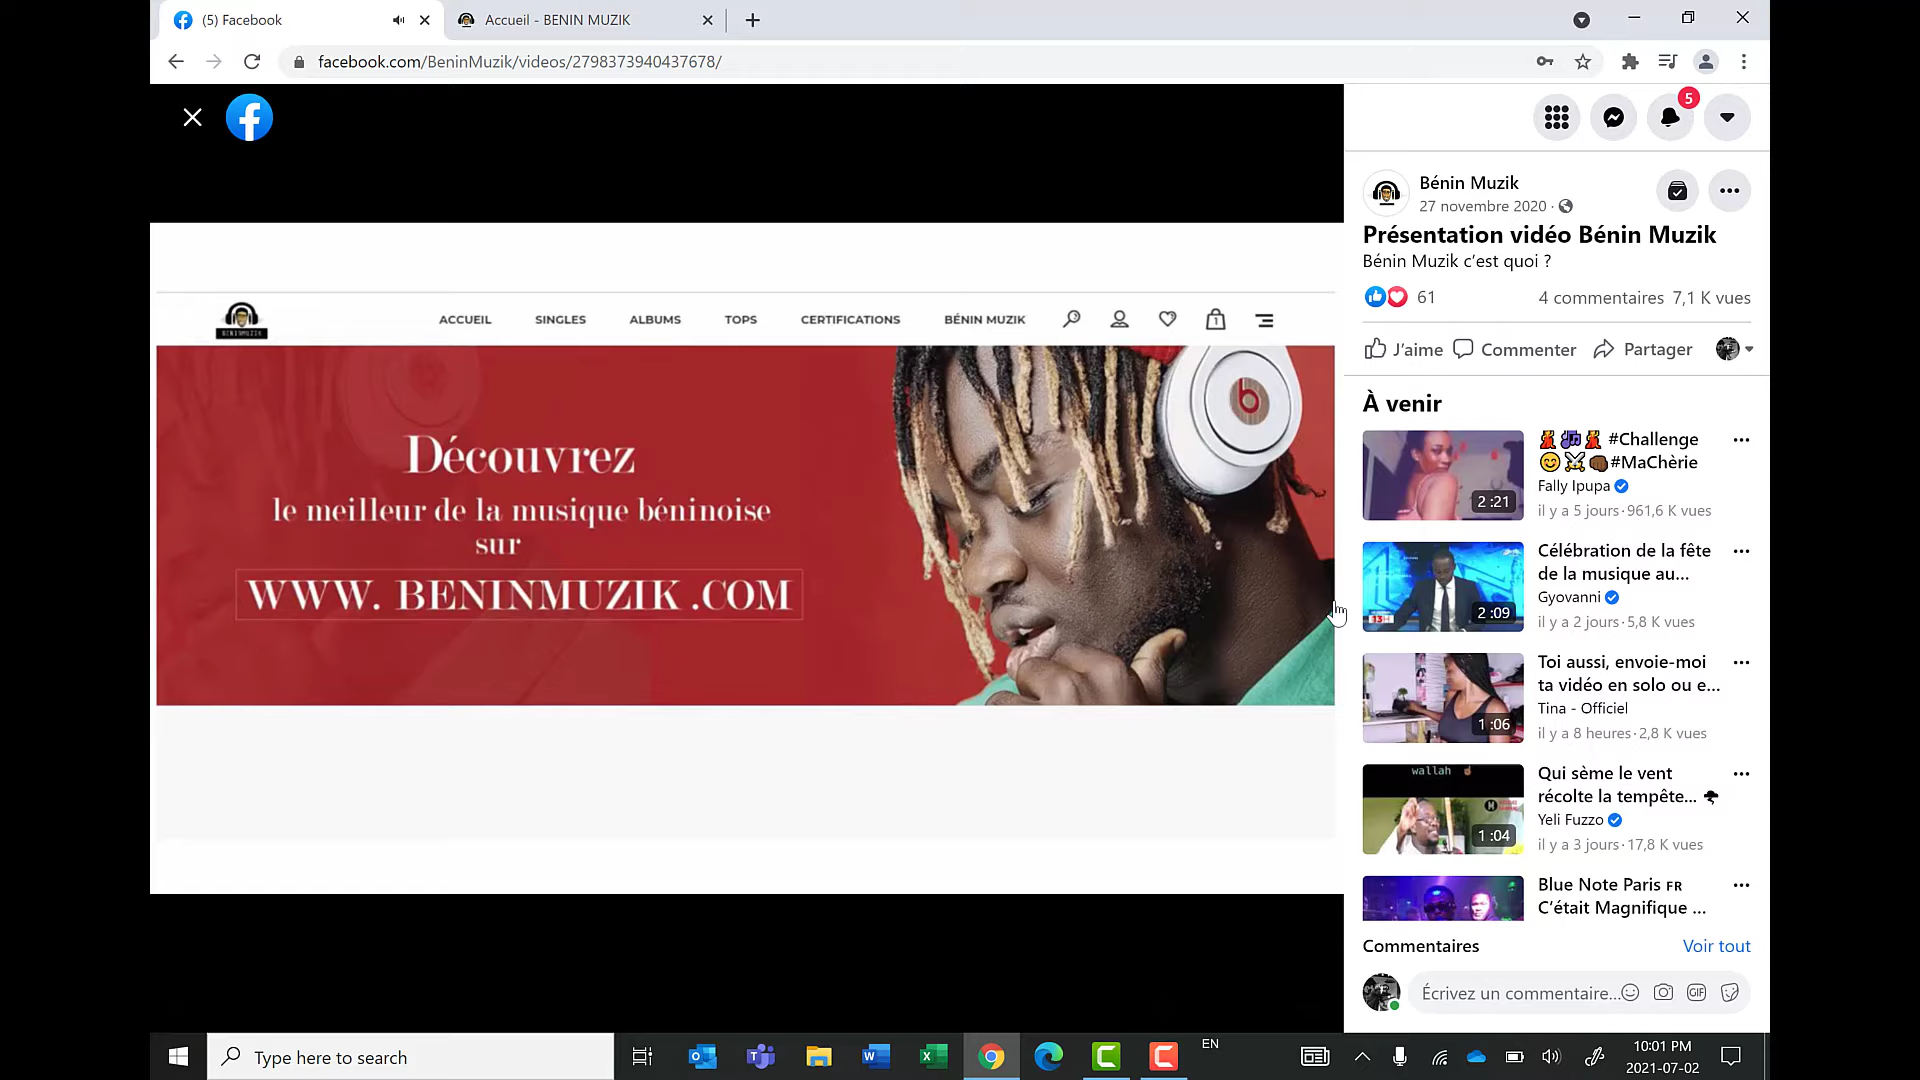 (5) Facebook
Accueil - BENIN MUZIK
facebook.com/BeninMuzik/videos/2798373940437678/
5
Bénin Muzik
27 novembre 2020 ·
Présentation vidéo Bénin Muzik
Bénin Muzik c'est quoi ?
61
4 commentaires 7,1 K vues
J'aime
Commenter
Partager
BENINMUZIK
ACCUEIL
SINGLES
ALBUMS
TOPS
CERTIFICATIONS
BÉNIN MUZIK
1
Découvrez
le meilleur de la musique béninoise
sur
WWW. BENINMUZIK .COM
b
À venir
2 :21
#Challenge
#MaChèrie
Fally Ipupa
il y a 5 jours · 961,6 K vues
13H
2 :09
Célébration de la fête
de la musique au...
Gyovanni
il y a 2 jours · 5,8 K vues
1 :06
Toi aussi, envoie-moi
ta vidéo en solo ou e...
Tina - Officiel
il y a 8 heures · 2,8 K vues
wallah
1 :04
Qui sème le vent
récolte la tempête...
Yeli Fuzzo
il y a 3 jours · 17,8 K vues
Blue Note Paris FR
C'était Magnifique ...
Commentaires
Voir tout
Écrivez un commentaire...
GIF
Type here to search
EN
10:01 PM
2021-07-02